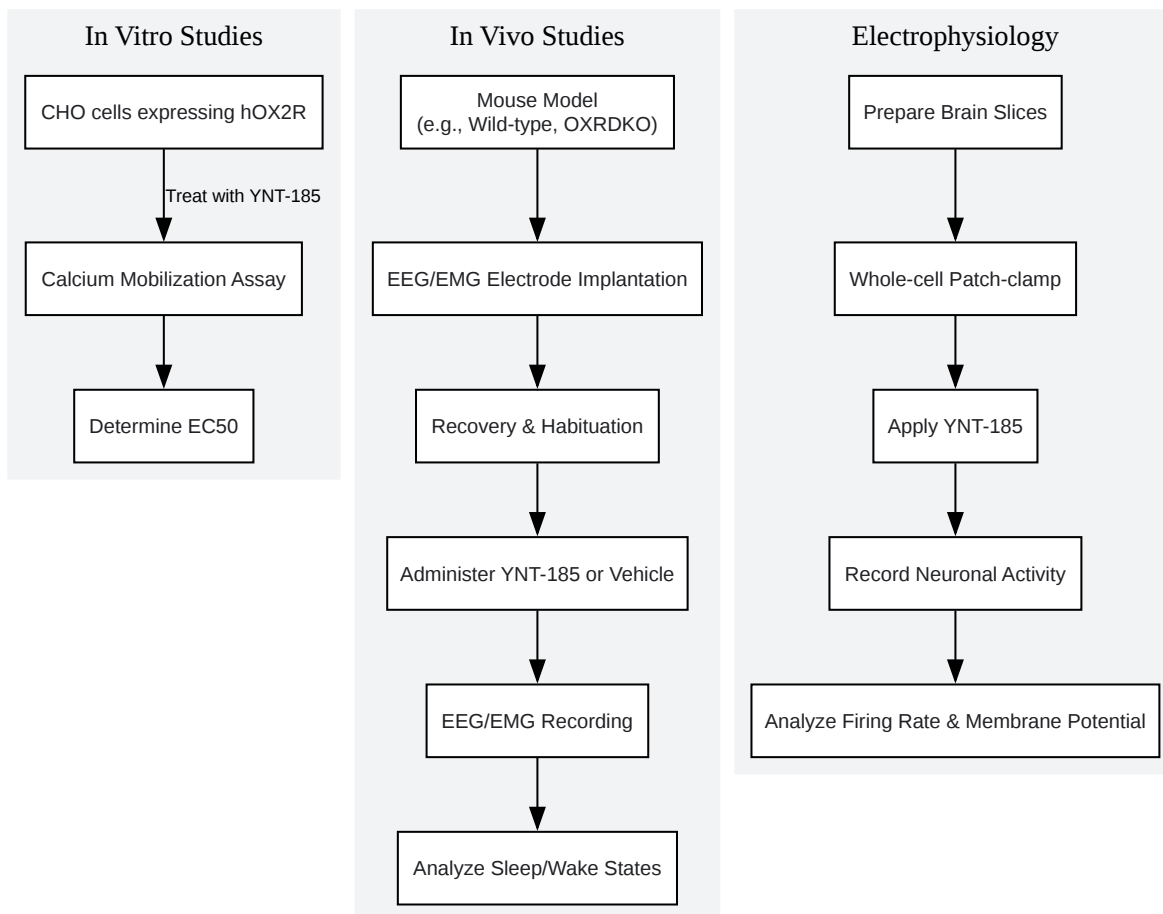 In Vitro Studies
CHO cells expressing hOX2R
Treat with YNT-185
Calcium Mobilization Assay
Determine EC50
In Vivo Studies
Mouse Model
(e.g., Wild-type, OXRDKO)
EEG/EMG Electrode Implantation
Recovery & Habituation
Administer YNT-185 or Vehicle
EEG/EMG Recording
Analyze Sleep/Wake States
Electrophysiology
Prepare Brain Slices
Whole-cell Patch-clamp
Apply YNT-185
Record Neuronal Activity
Analyze Firing Rate & Membrane Potential